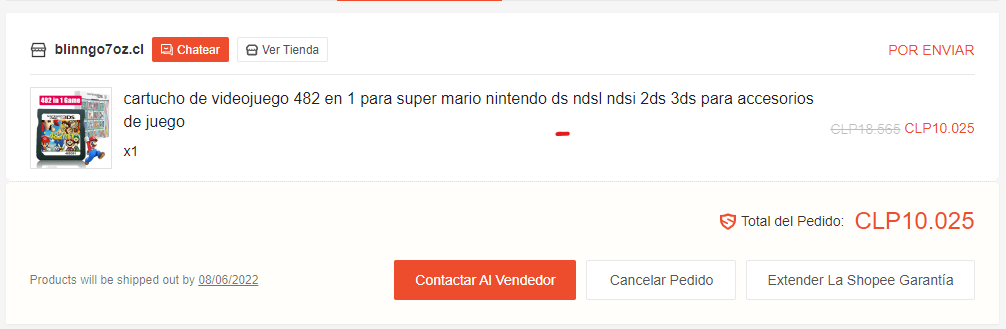 blinngo7oz.cl Chatear Ver Tienda POR ENVIAR
482 in 1 Game
cartucho de videojuego 482 en 1 para super mario nintendo ds ndsl ndsi 2ds 3ds para accesorios
de juego
CLP18.565 CLP10.025
x1
Total del Pedido: CLP10.025
Products will be shipped out by 08/06/2022
Contactar Al Vendedor
Cancelar Pedido
Extender La Shopee Garantía